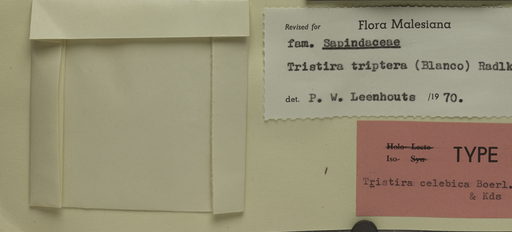 Revised for Flora Malesiana
fam. Sapindaceae
Tristira triptera (Blanco) Radlk
det. P. W. Leenhouts /19 70.
Holo- Lecto-
Iso- Syn- TYPE
Tristira celebica Boerl.
& Kds